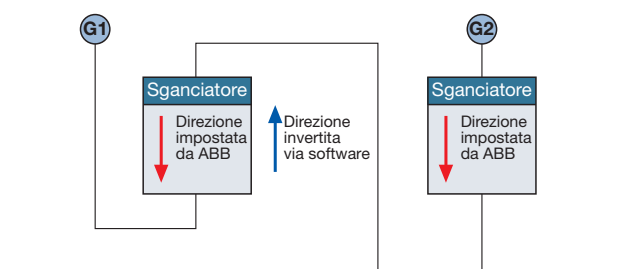 G1
G2
Sganciatore
Direzione
impostata
da ABB
Direzione
invertita
via software
Sganciatore
Direzione
impostata
da ABB